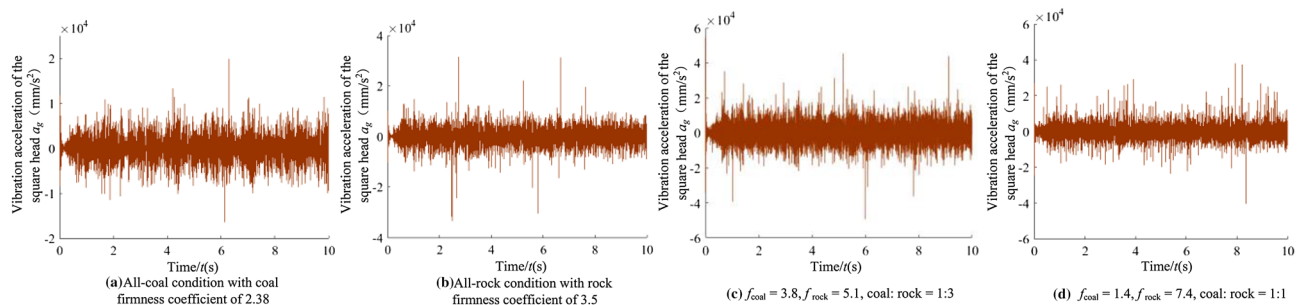 ×10⁴
2
1
0
-1
-2
0
2
4
6
8
10
Vibration acceleration of the
square head a_g (mm/s²)
Time/t(s)
(a)All-coal condition with coal
firmness coefficient of 2.38
×10⁴
4
2
0
-2
-4
0
2
4
6
8
10
Vibration acceleration of the
square head a_g (mm/s²)
Time/t(s)
(b)All-rock condition with rock
firmness coefficient of 3.5
×10⁴
6
4
2
0
-2
-4
-6
0
2
4
6
8
10
Vibration acceleration of the
square head a_g (mm/s²)
Time/t(s)
(c) f_coal = 3.8, f_rock = 5.1, coal: rock = 1:3
×10⁴
6
4
2
0
-2
-4
-6
0
2
4
6
8
10
Vibration acceleration of the
square head a_g (mm/s²)
Time/t(s)
(d) f_coal = 1.4, f_rock = 7.4, coal: rock = 1:1